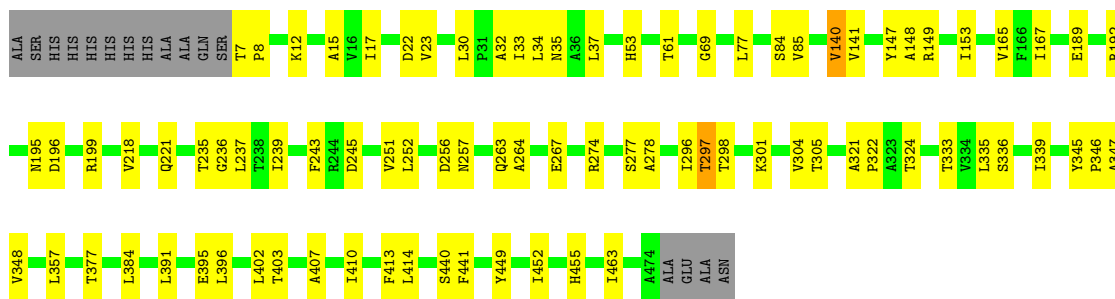 ALA SER HIS HIS HIS HIS HIS HIS ALA ALA GLN SER T7 P8 K12 A15 V16 I17 D22 V23 L30 P31 A32 I33 L34 N35 A36 L37 H53 T61 G69 L77 S84 V85 V140 V141 Y147 A148 R149 I153 V165 F166 I167 E189
N195 D196 R199 V218 Q221 T235 G236 L237 T238 I239 F243 R244 D245 V251 L252 D256 N257 Q263 A264 E267 R274 S277 A278 I296 T297 T298 K301 V304 T305 A321 P322 A323 T324 T333 V334 L335 S336 I339 Y345 P346
V348 L357 T377 L384 L391 E395 L396 L402 T403 A407 I410 F413 L414 S440 F441 Y449 I452 H455 I463 A474 ALA GLU ALA ASN